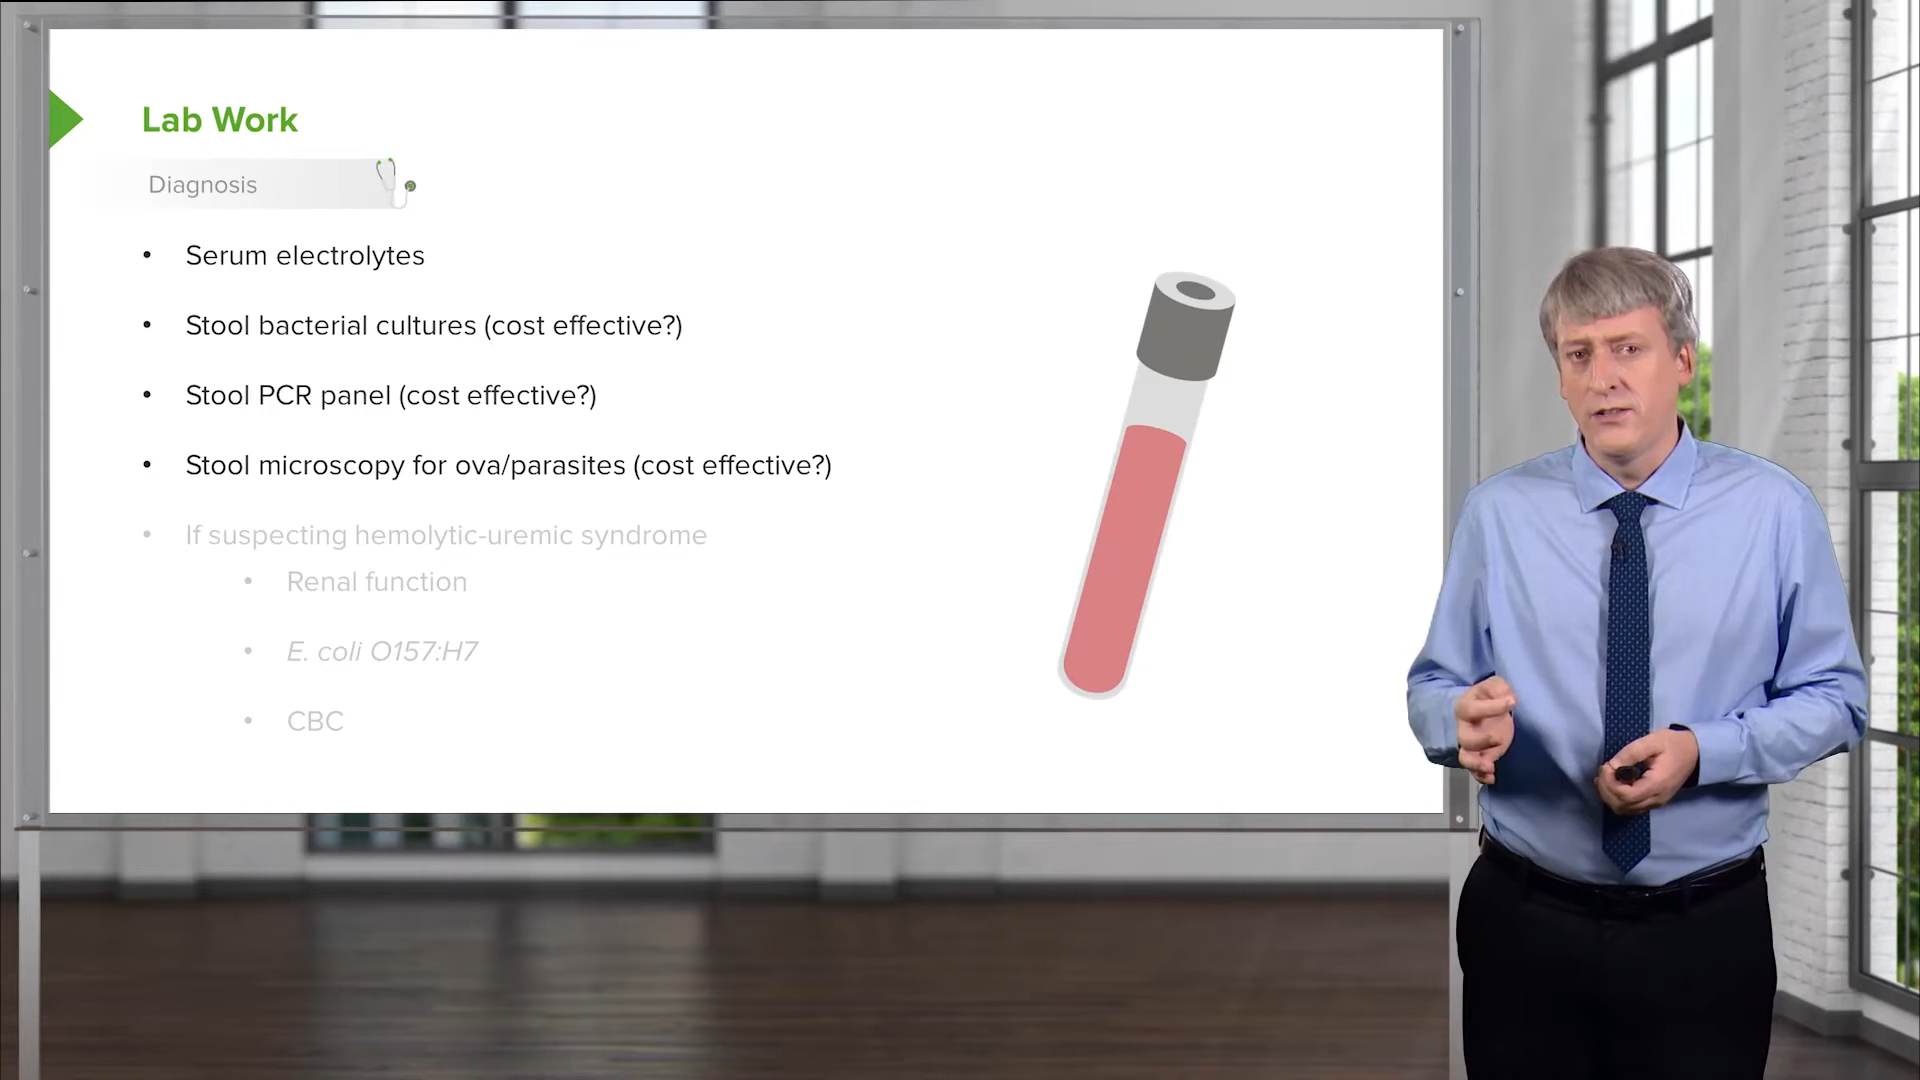 Lab Work
Diagnosis
• Serum electrolytes
• Stool bacterial cultures (cost effective?)
• Stool PCR panel (cost effective?)
• Stool microscopy for ova/parasites (cost effective?)
• If suspecting hemolytic-uremic syndrome
• Renal function
• E. coli O157:H7
• CBC